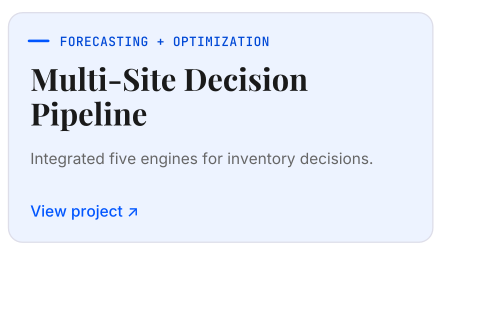 FORECASTING + OPTIMIZATION
Multi-Site Decision
Pipeline
Integrated five engines for inventory decisions.
View project ↗